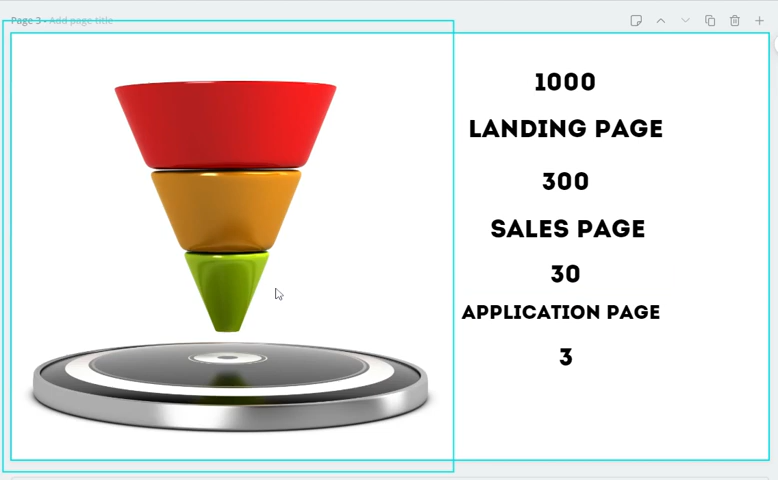 Page 3 - Add page title
1000
LANDING PAGE
300
SALES PAGE
30
APPLICATION PAGE
3